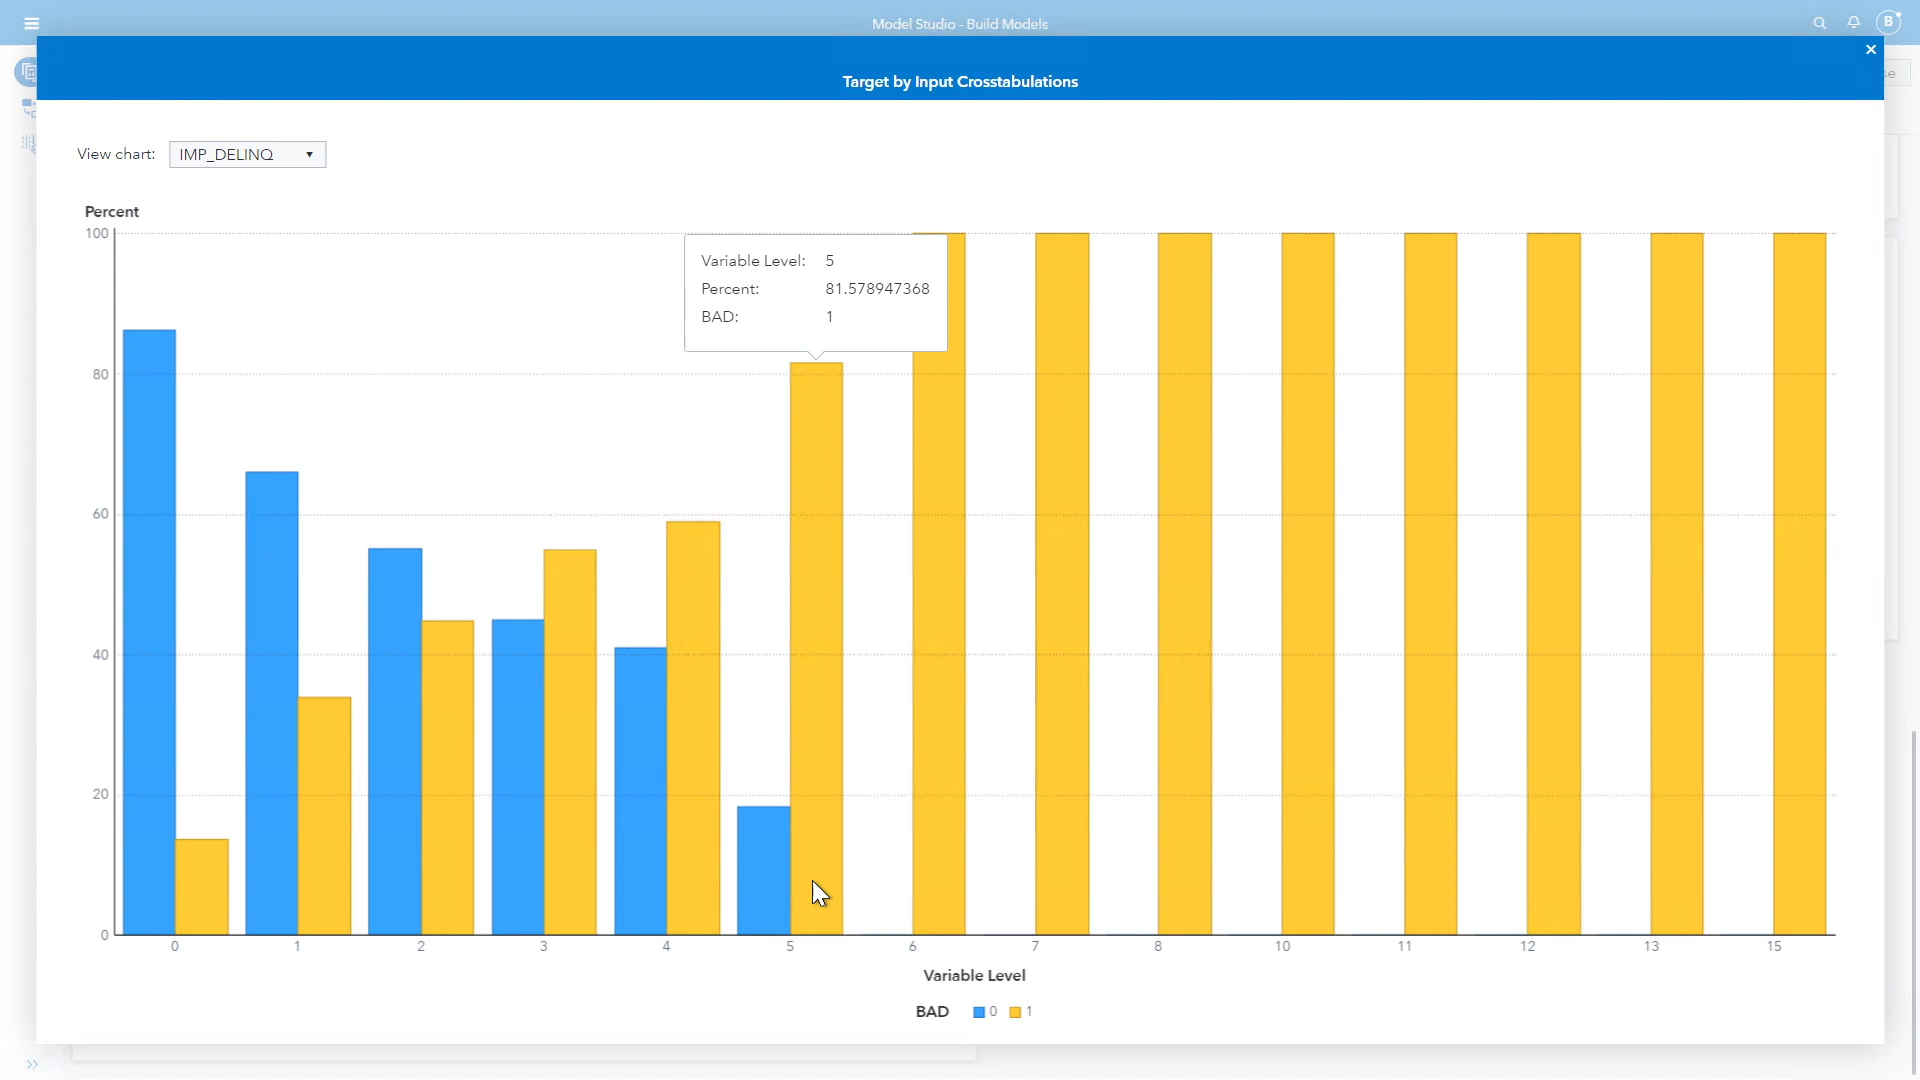 Model Studio - Build Models
B
Target by Input Crosstabulations
se
View chart: IMP_DELINQ
Percent
100
80
60
40
20
0
Variable Level: 5
Percent: 81.578947368
BAD: 1
0 1 2 3 4 5 6 7 8 10 11 12 13 15
Variable Level
BAD 0 1